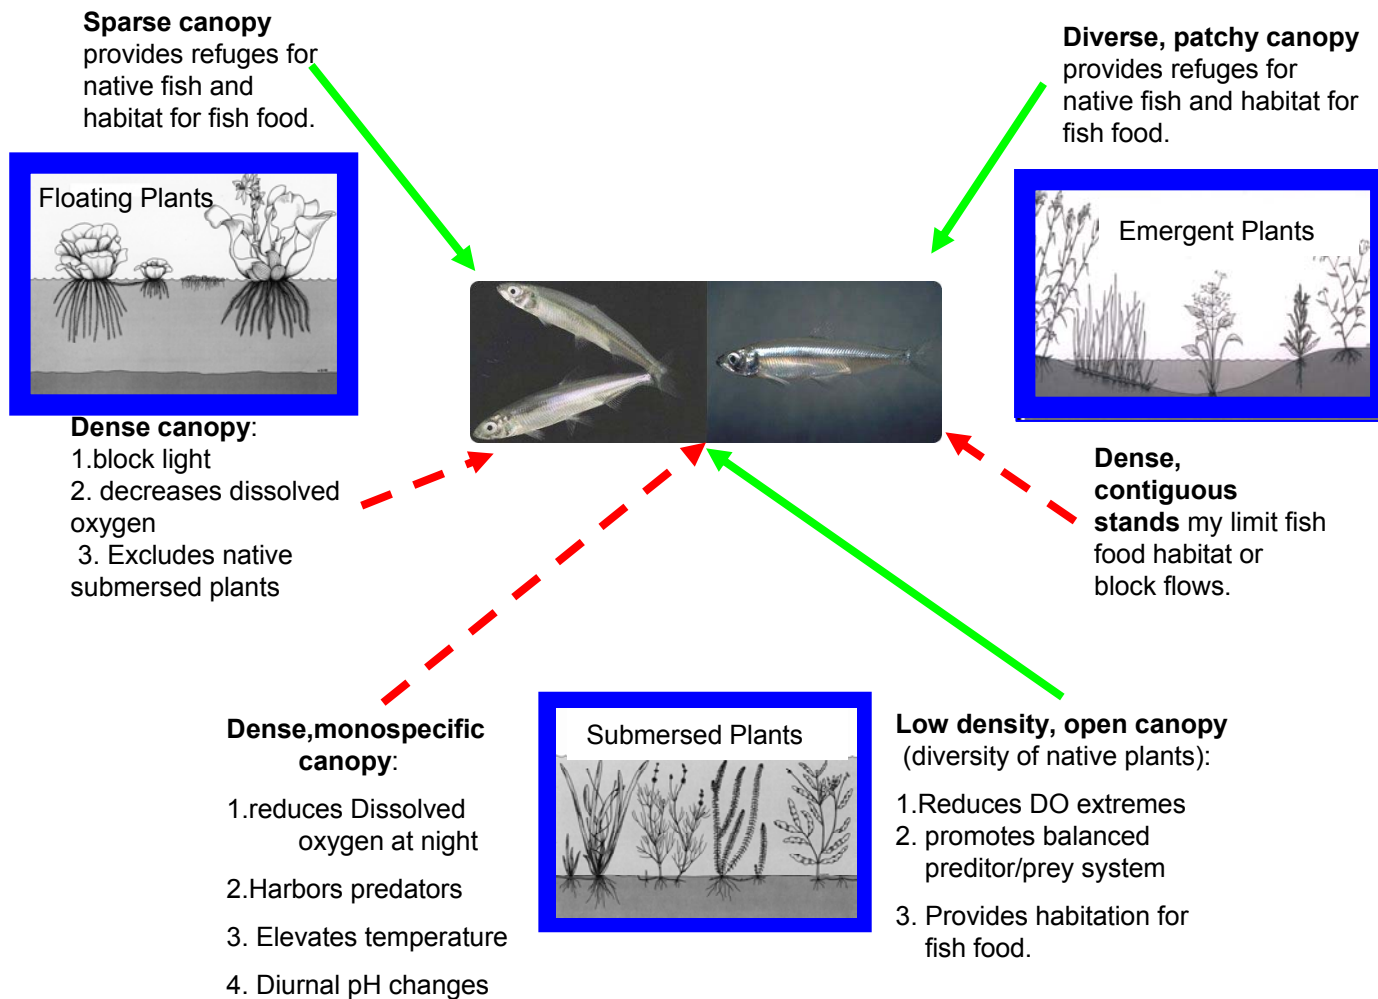 Sparse canopy
provides refuges for
native fish and
habitat for fish food.
Diverse, patchy canopy
provides refuges for
native fish and habitat for
fish food.
Floating Plants
Emergent Plants
Dense canopy:
1.block light
2. decreases dissolved
oxygen
3. Excludes native
submersed plants
Dense,
contiguous
stands my limit fish
food habitat or
block flows.
Dense,monospecific
canopy:
1.reduces Dissolved
oxygen at night
2.Harbors predators
3. Elevates temperature
4. Diurnal pH changes
Submersed Plants
Low density, open canopy
(diversity of native plants):
1.Reduces DO extremes
2. promotes balanced
preditor/prey system
3. Provides habitation for
fish food.